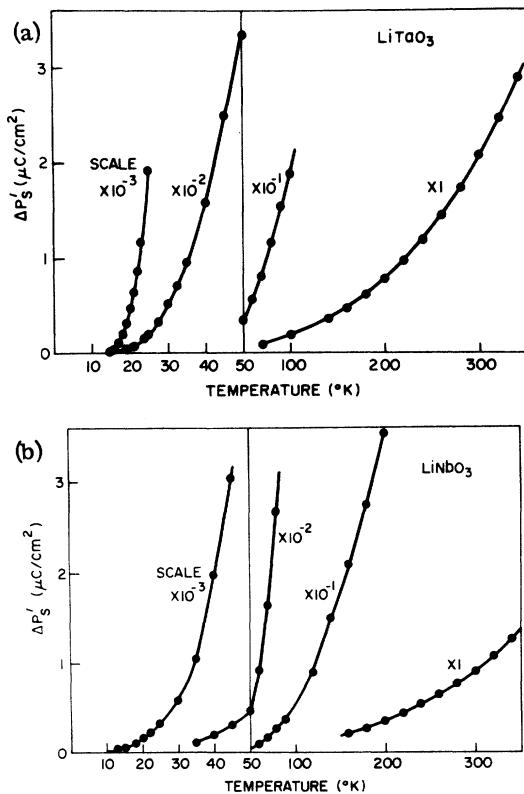 (a)
LiTaO3
3
2
1
0
ΔP's (μC/cm²)
SCALE
X10-3
X10-2
X10-1
X1
10 20 30 40 50 100 200 300
TEMPERATURE (°K)
(b)
LiNbO3
3
2
1
0
ΔP's (μC/cm²)
SCALE
X10-3
X10-2
X10-1
X1
10 20 30 40 50 100 200 300
TEMPERATURE (°K)